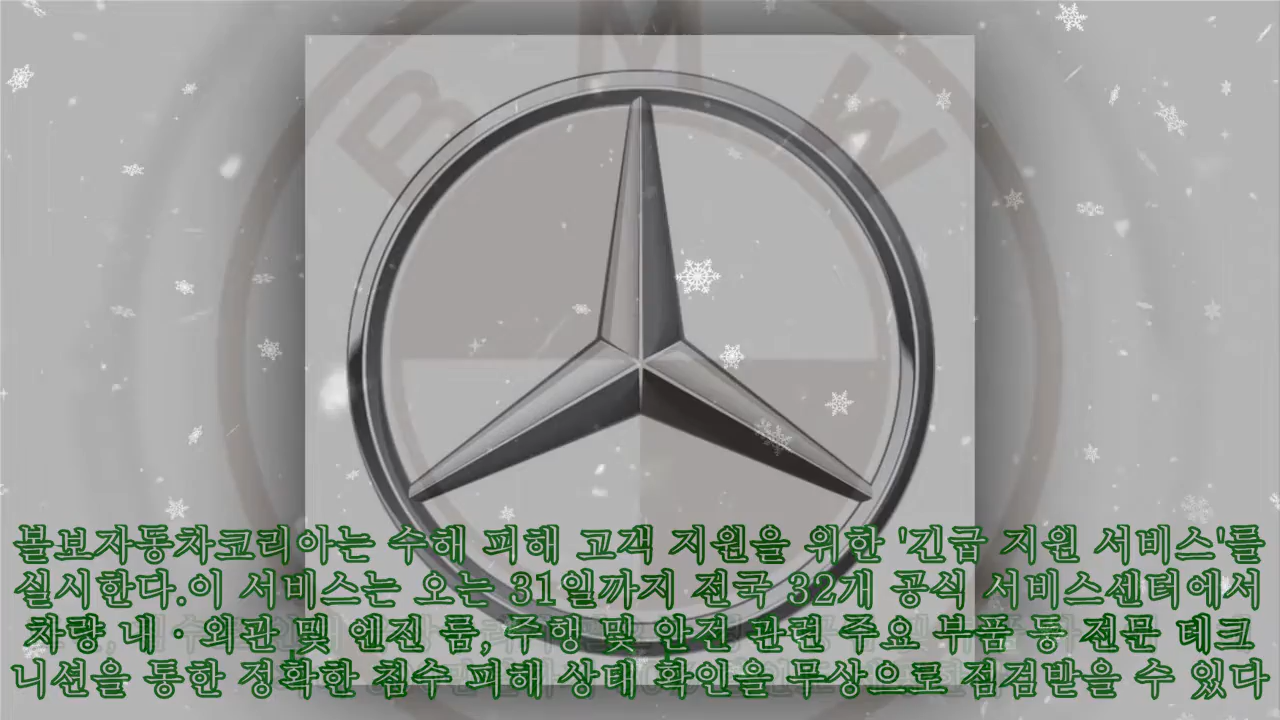 BMW
볼보자동차코리아는 수해 피해 고객 지원을 위한 '긴급 지원 서비스'를
실시한다.이 서비스는 오는 31일까지 전국 32개 공식 서비스센터에서
차량, 내·외관 및 엔진 룸, 주행 및 안전 관련 주요 부품 등 전문 테크
니션을 통한 정확한 침수 피해 상태 확인을 무상으로 점검받을 수 있다